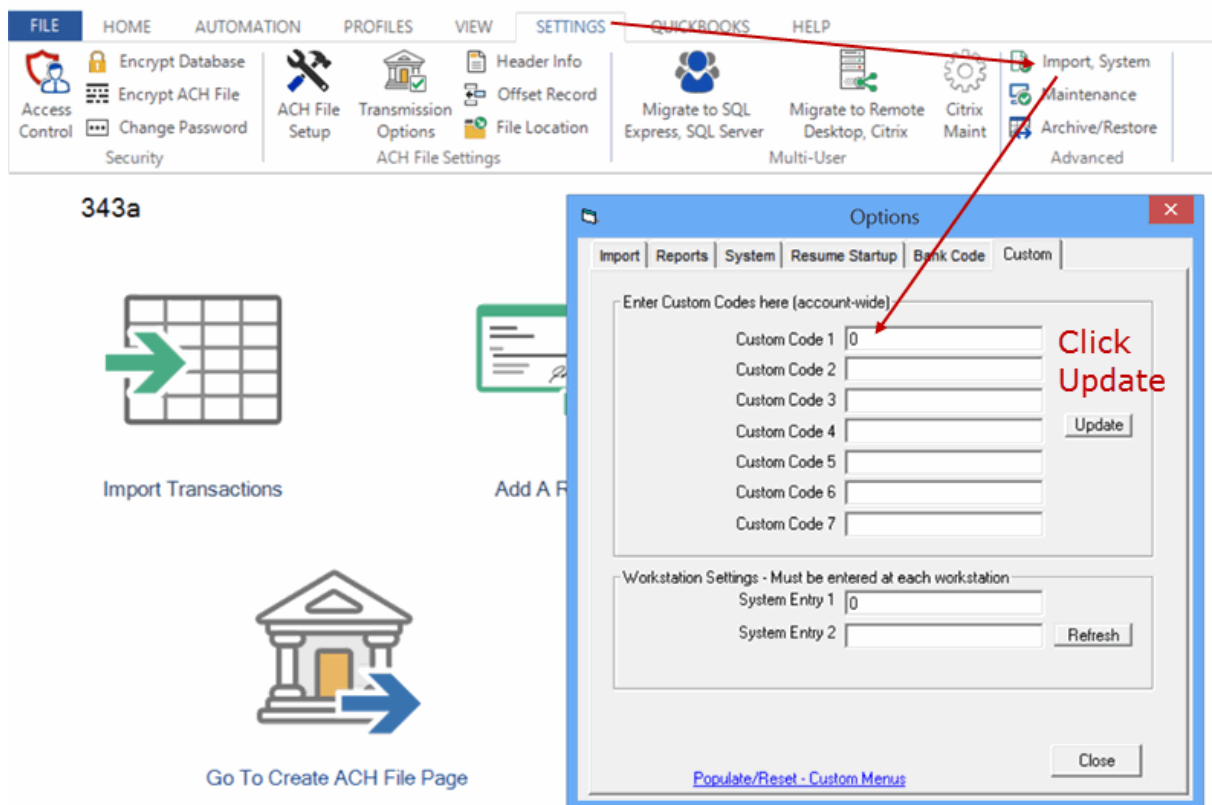 FILE HOME AUTOMATION PROFILES VIEW SETTINGS QUICKBOOKS HELP
Access Control
Encrypt Database
Encrypt ACH File
Change Password
Security
ACH File Setup
Transmission Options
Header Info
Offset Record
File Location
ACH File Settings
Migrate to SQL Express, SQL Server
Migrate to Remote Desktop, Citrix
Citrix Maint
Multi-User
Import, System
Maintenance
Archive/Restore
Advanced
343a
Import Transactions
Add A R
Go To Create ACH File Page
Options
Import Reports System Resume Startup Bank Code Custom
Enter Custom Codes here (account-wide)
Custom Code 1 0
Custom Code 2
Custom Code 3
Custom Code 4
Custom Code 5
Custom Code 6
Custom Code 7
Click
Update
Update
Workstation Settings - Must be entered at each workstation
System Entry 1 0
System Entry 2
Refresh
Close
Populate/Reset - Custom Menus